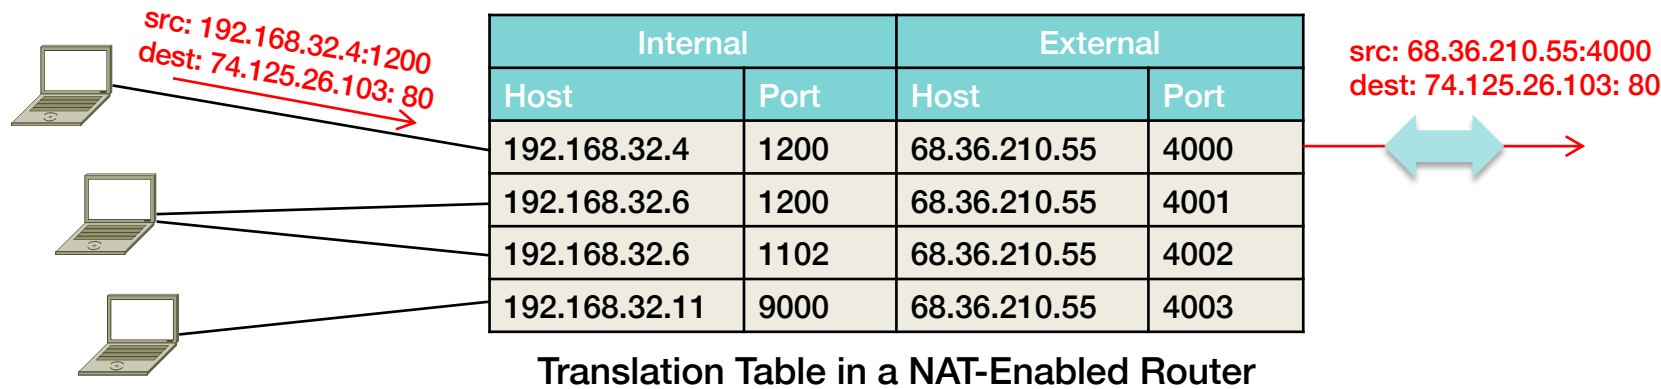 src: 192.168.32.4:1200
dest: 74.125.26.103: 80
Internal External
Host Port Host Port
192.168.32.4 1200 68.36.210.55 4000
192.168.32.6 1200 68.36.210.55 4001
192.168.32.6 1102 68.36.210.55 4002
192.168.32.11 9000 68.36.210.55 4003
src: 68.36.210.55:4000
dest: 74.125.26.103: 80
Translation Table in a NAT-Enabled Router